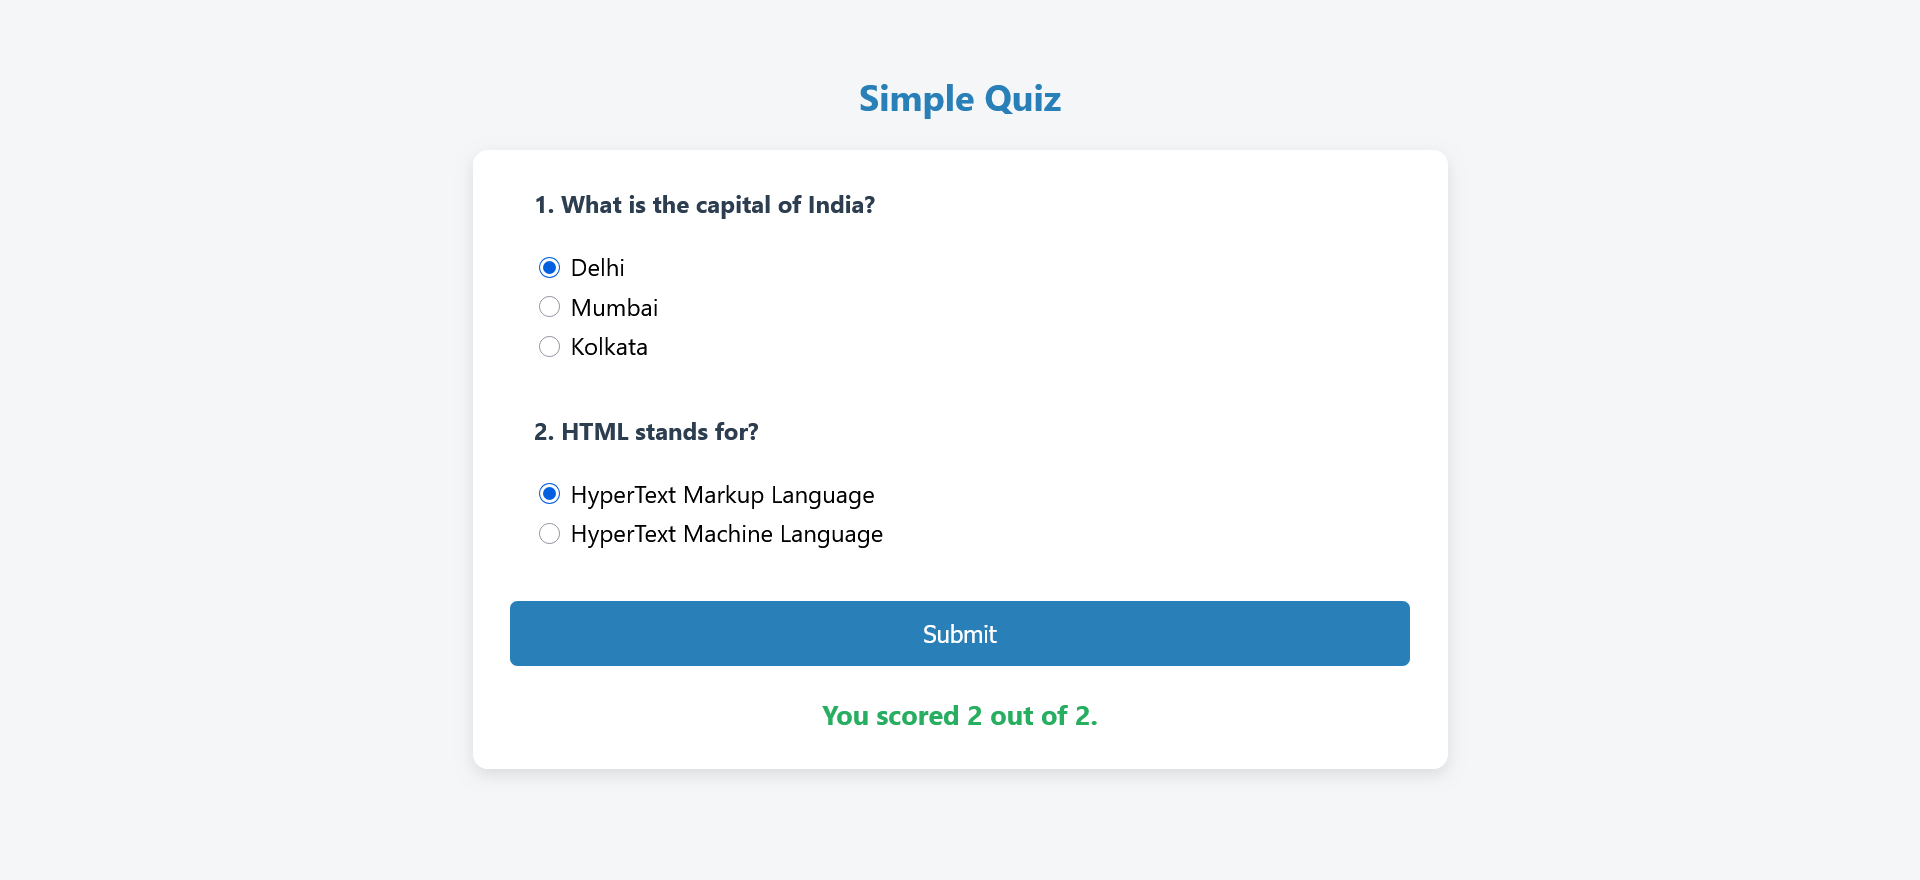 Simple Quiz
1. What is the capital of India?
Delhi
Mumbai
Kolkata
2. HTML stands for?
HyperText Markup Language
HyperText Machine Language
Submit
You scored 2 out of 2.